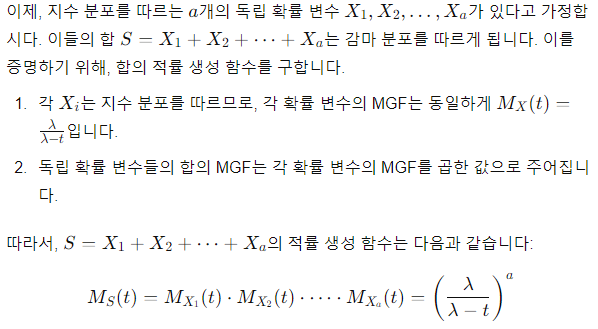 이제, 지수 분포를 따르는 $a$개의 독립 확률 변수 $X_1, X_2, \ldots, X_a$가 있다고 가정합
시다. 이들의 합 $S = X_1 + X_2 + \cdots + X_a$는 감마 분포를 따르게 됩니다. 이를
증명하기 위해, 합의 적률 생성 함수를 구합니다.
1. 각 $X_i$는 지수 분포를 따르므로, 각 확률 변수의 MGF는 동일하게 $M_X(t) =$
$\frac{\lambda}{\lambda - t}$입니다.
2. 독립 확률 변수들의 합의 MGF는 각 확률 변수의 MGF를 곱한 값으로 주어집니
다.
따라서, $S = X_1 + X_2 + \cdots + X_a$의 적률 생성 함수는 다음과 같습니다:
$M_S(t) = M_{X_1}(t) \cdot M_{X_2}(t) \cdot \cdots \cdot M_{X_a}(t) = \left(\frac{\lambda}{\lambda - t}\right)^a$